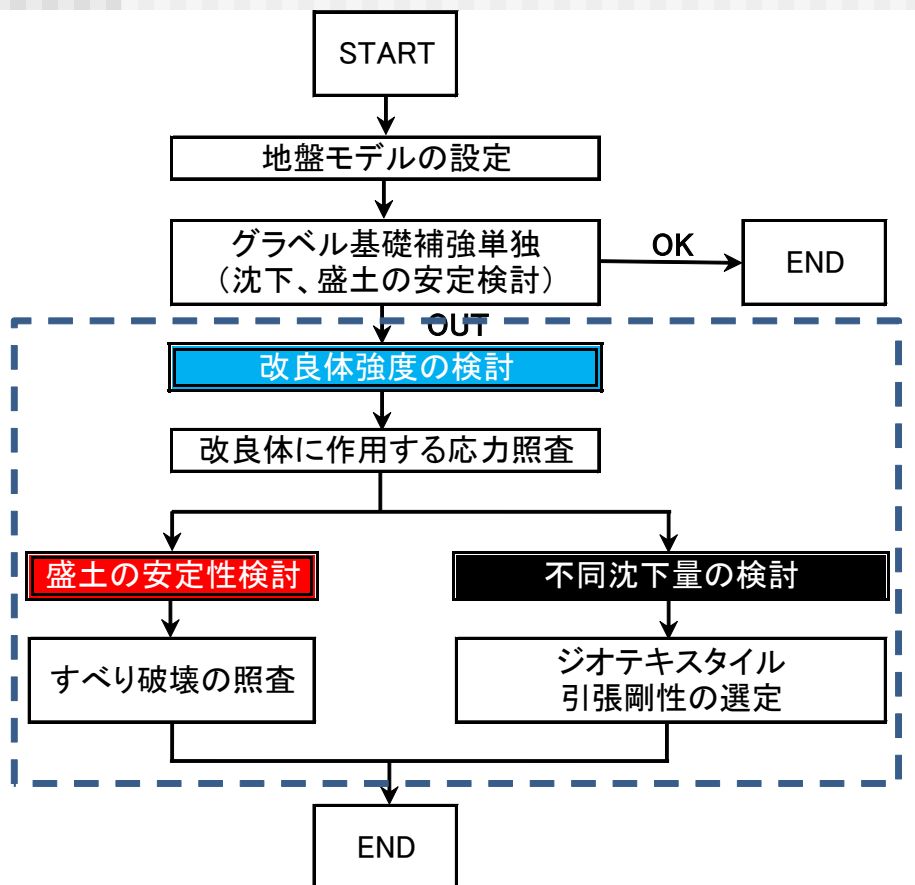 START
地盤モデルの設定
グラベル基礎補強単独
（沈下、盛土の安定検討）
OK
END
OUT
改良体強度の検討
改良体に作用する応力照査
盛土の安定性検討
不同沈下量の検討
すべり破壊の照査
ジオテキスタイル
引張剛性の選定
END